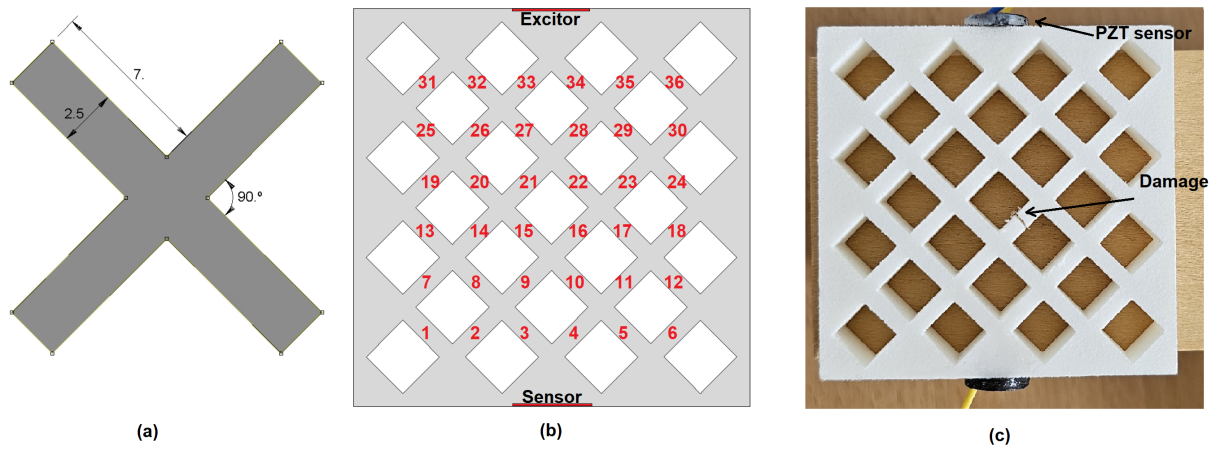 7.
2.5
90.º
(a)
Excitor
31 32 33 34 35 36
25 26 27 28 29 30
19 20 21 22 23 24
13 14 15 16 17 18
7 8 9 10 11 12
1 2 3 4 5 6
Sensor
(b)
PZT sensor
Damage
(c)